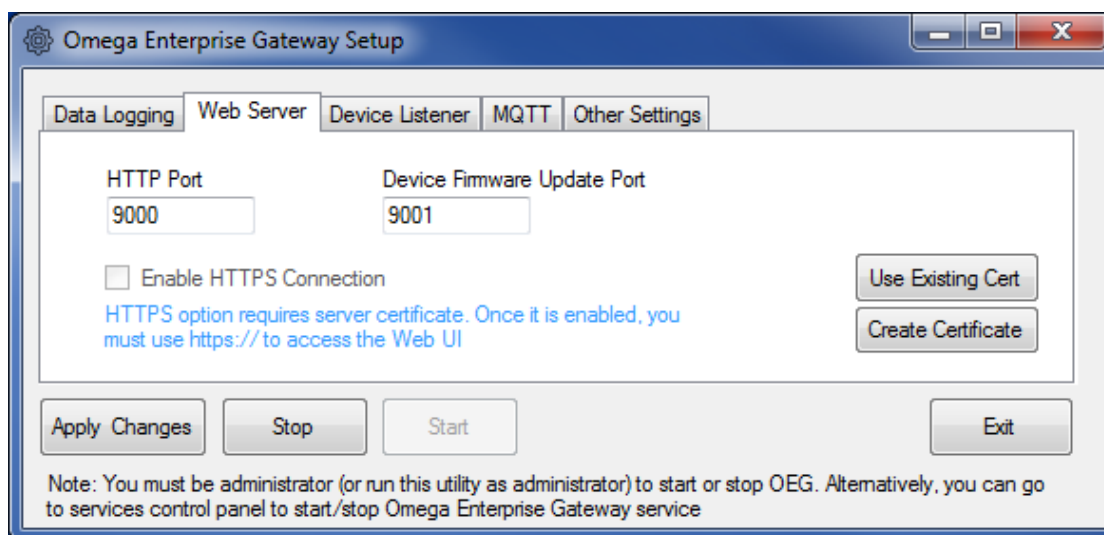 Omega Enterprise Gateway Setup
Data Logging Web Server Device Listener MQTT Other Settings
HTTP Port Device Firmware Update Port
9000 9001
Enable HTTPS Connection
Use Existing Cert
HTTPS option requires server certificate. Once it is enabled, you
must use https:// to access the Web UI
Create Certificate
Apply Changes Stop Start Exit
Note: You must be administrator (or run this utility as administrator) to start or stop OEG. Alternatively, you can go
to services control panel to start/stop Omega Enterprise Gateway service